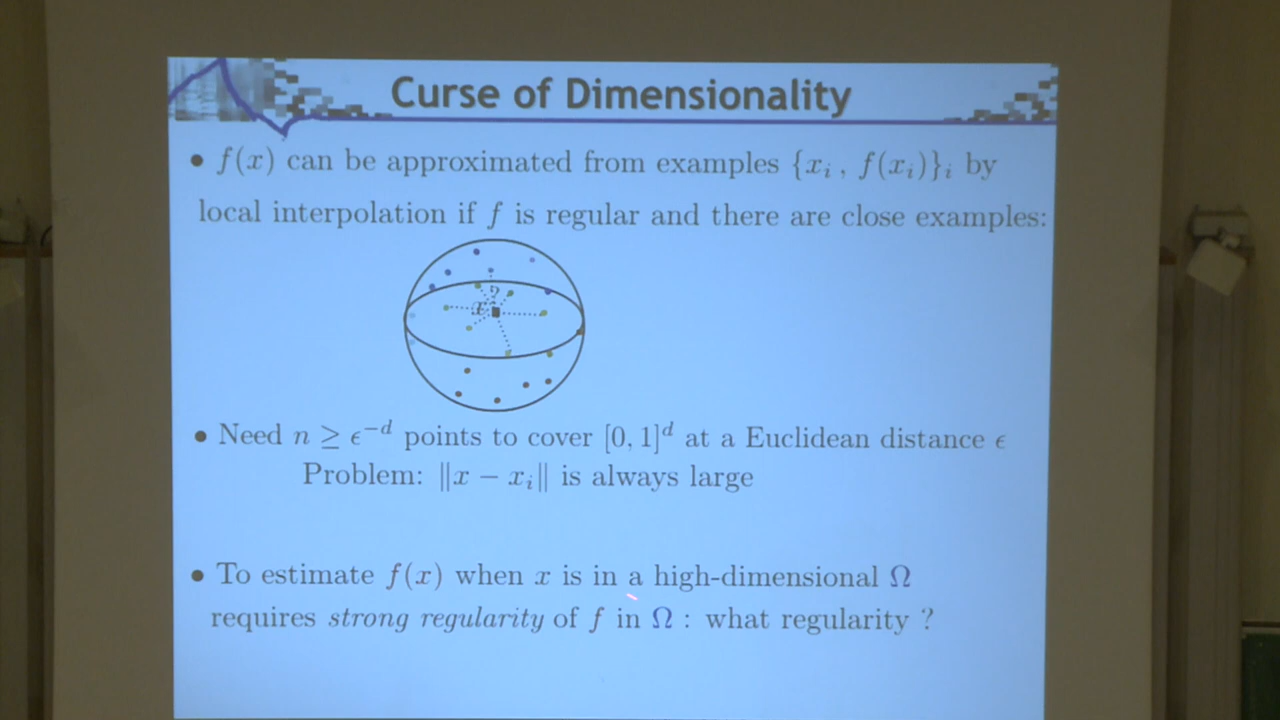 Curse of Dimensionality
• f(x) can be approximated from examples {x_i , f(x_i)}_i by
local interpolation if f is regular and there are close examples:
?
x
• Need n ≥ ϵ^{-d} points to cover [0, 1]^d at a Euclidean distance ϵ
Problem: ‖x − x_i‖ is always large
• To estimate f(x) when x is in a high-dimensional Ω
requires strong regularity of f in Ω : what regularity ?